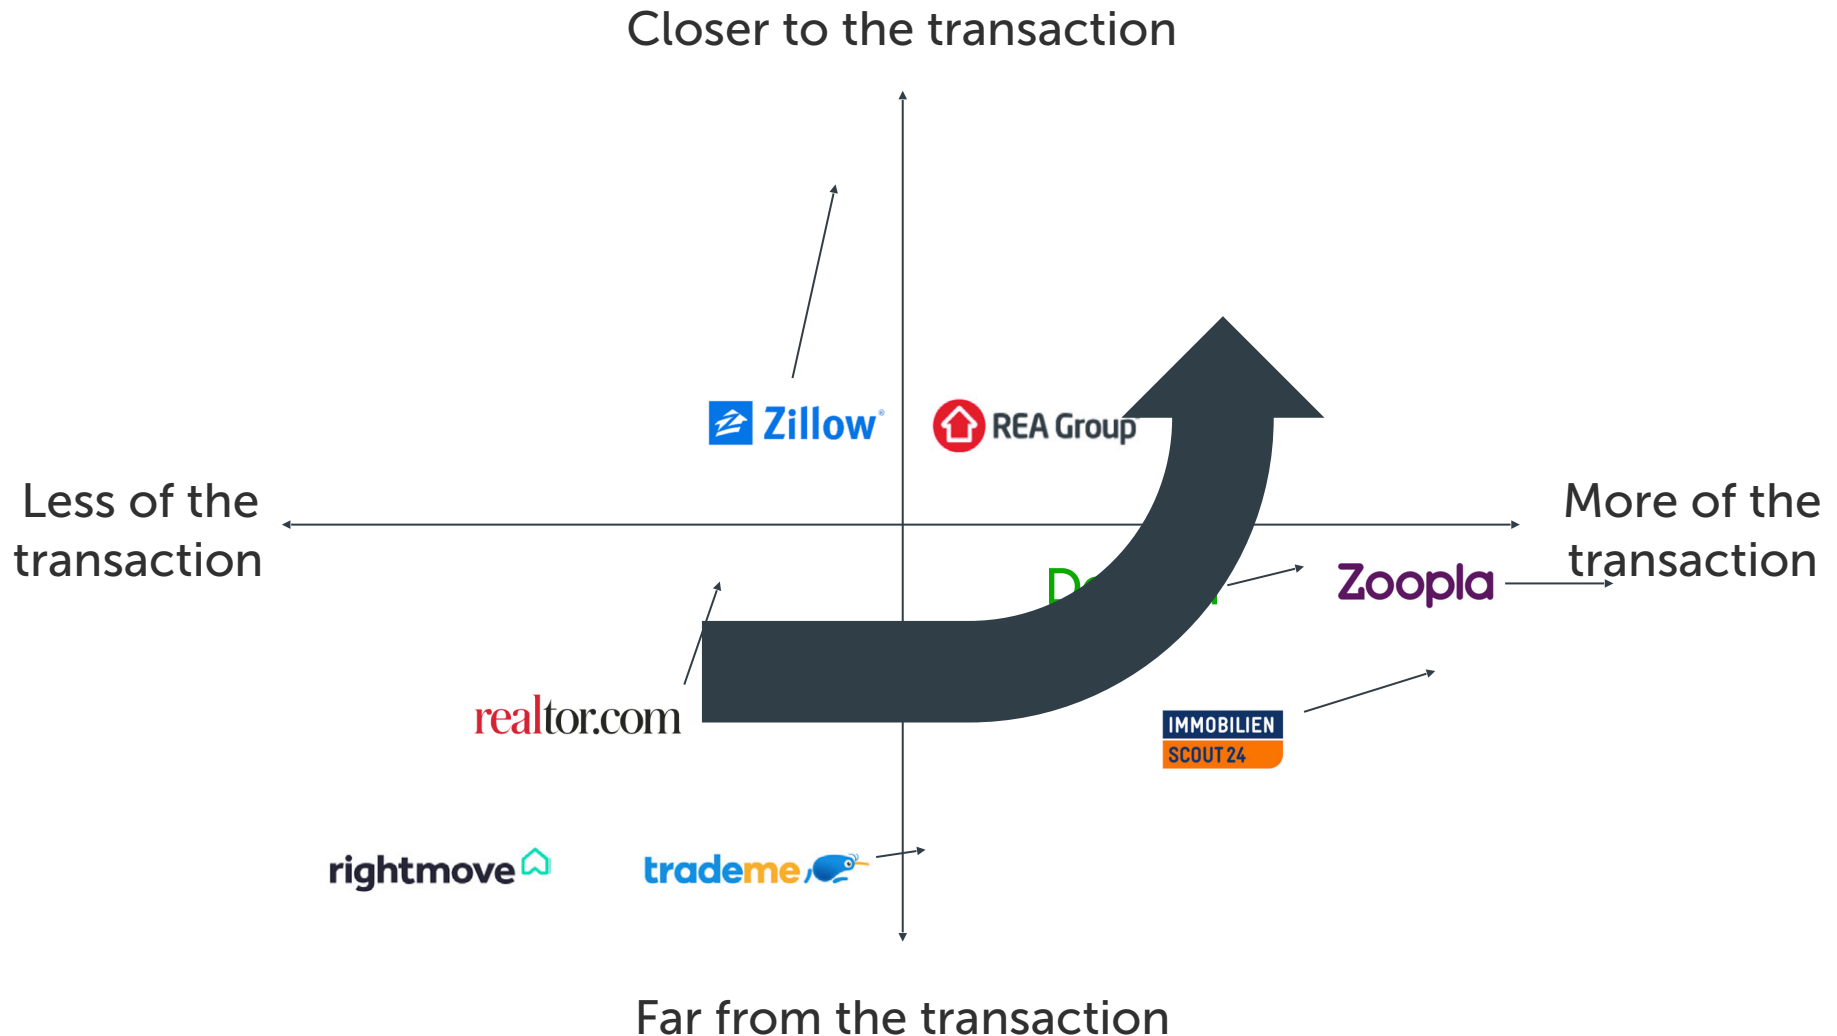 Closer to the transaction
Zillow
REA Group
Less of the
transaction
More of the
transaction
Zoopla
realtor.com
IMMOBILIEN
SCOUT 24
rightmove
trademe
Far from the transaction